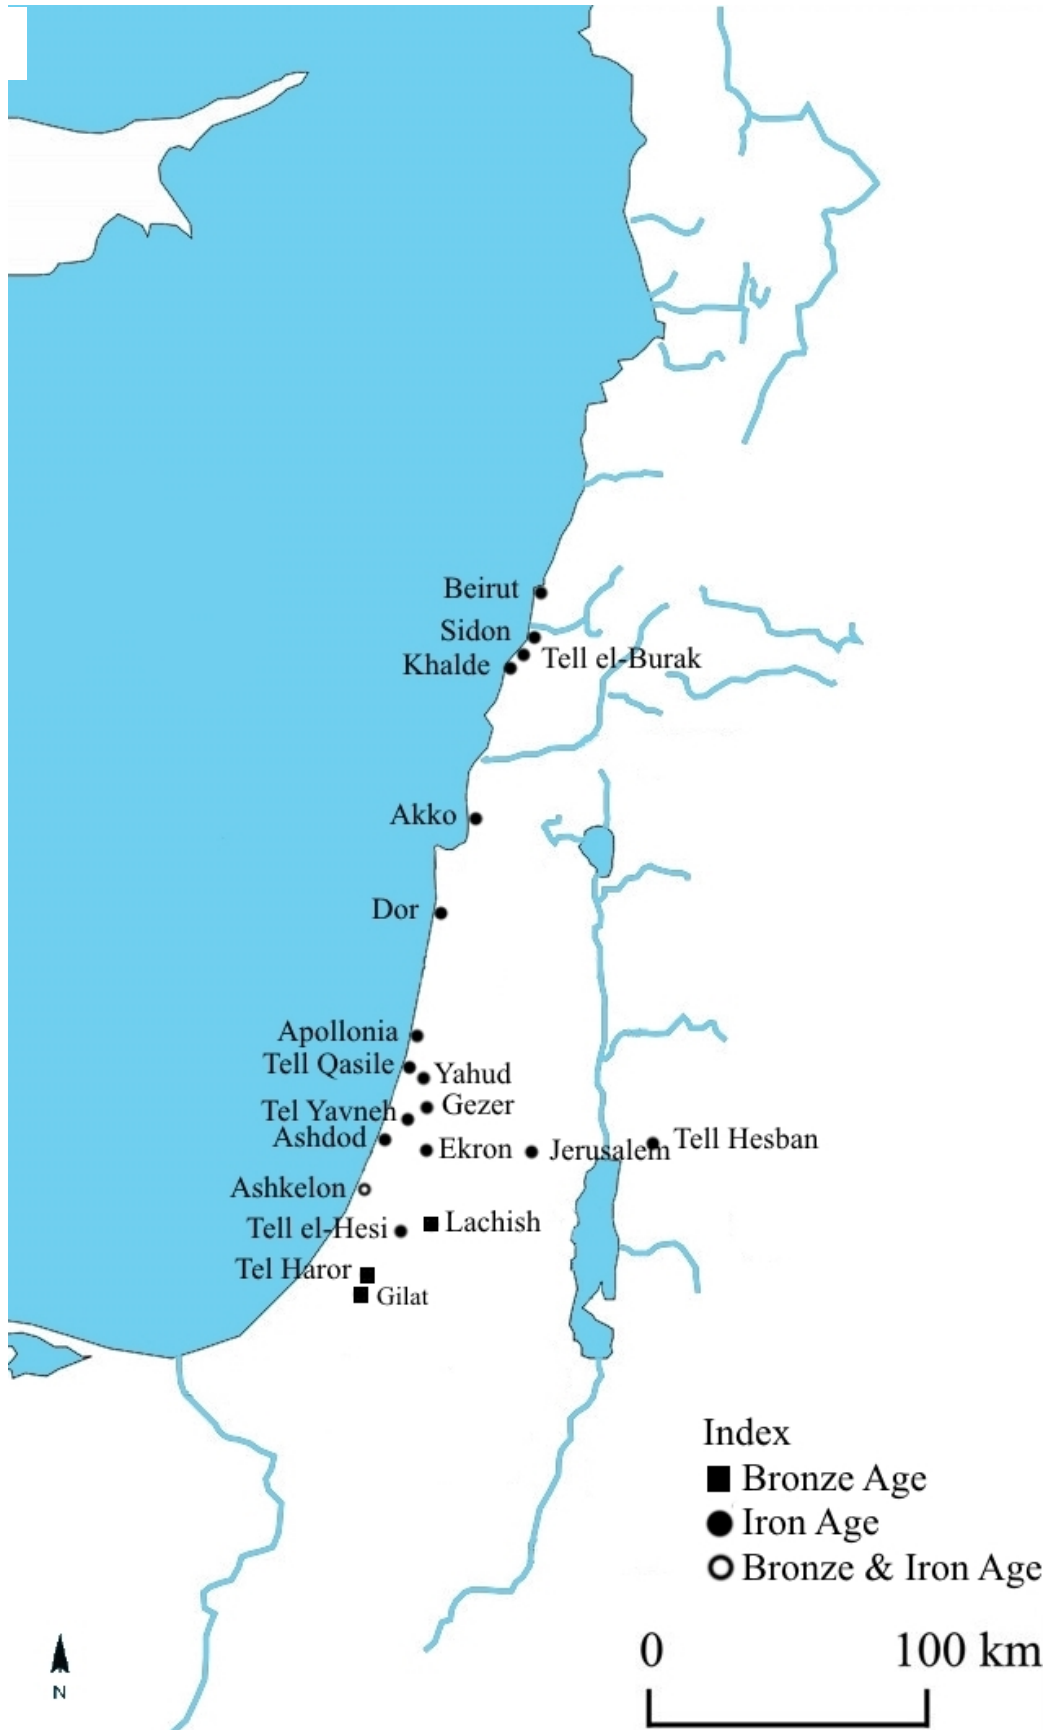 Beirut
Sidon
Tell el-Burak
Khalde
Akko
Dor
Apollonia
Tell Qasile
Yahud
Gezer
Tel Yavneh
Ashdod
Ekron
Jerusalem
Tell Hesban
Ashkelon
Lachish
Tell el-Hesi
Tel Haror
Gilat
Index
Bronze Age
Iron Age
Bronze & Iron Age
0 100 km
N